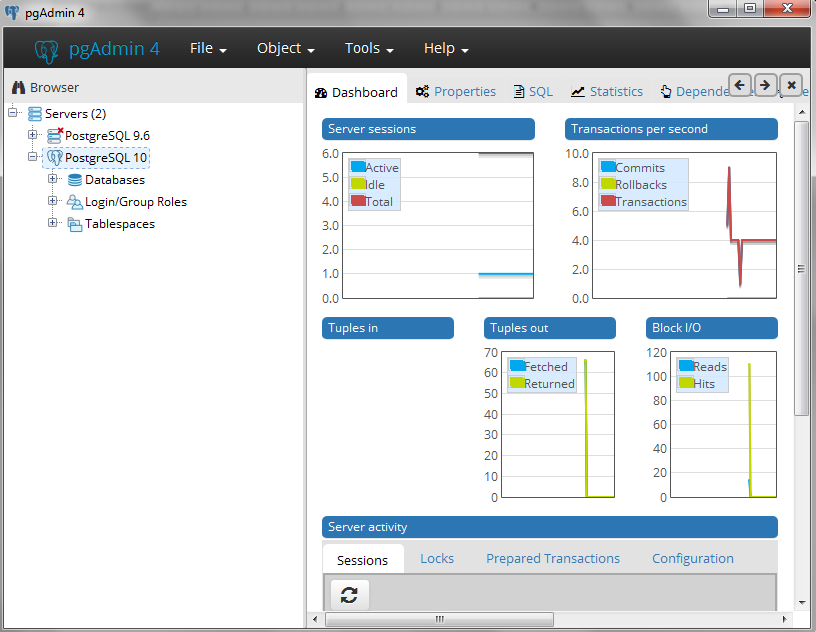 pgAdmin 4
pgAdmin 4 File Object Tools Help
Browser
Servers (2)
PostgreSQL 9.6
PostgreSQL 10
Databases
Login/Group Roles
Tablespaces
Dashboard Properties SQL Statistics
Server sessions
6.0
5.0
4.0
3.0
2.0
1.0
0.0
Active
Idle
Total
Transactions per second
10.0
8.0
6.0
4.0
2.0
0.0
Commits
Rollbacks
Transactions
Tuples in
Tuples out
70
60
50
40
30
20
10
0
Fetched
Returned
Block I/O
120
100
80
60
40
20
0
Reads
Hits
Server activity
Sessions Locks Prepared Transactions Configuration